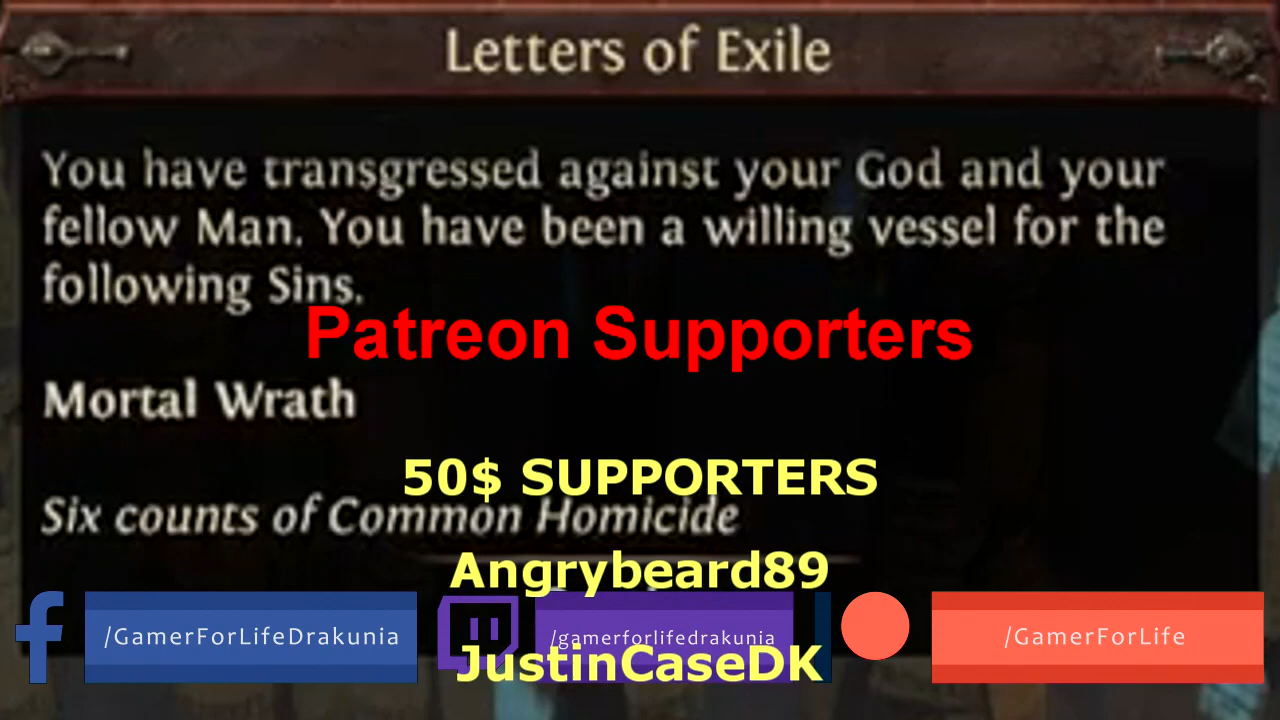 Letters of Exile
You have transgressed against your God and your
fellow Man. You have been a willing vessel for the
following Sins.
Patreon Supporters
Mortal Wrath
50$ SUPPORTERS
Six counts of Common Homicide
Angrybeard89
/GamerForLifeDrakunia
/gamerforlifedrakunia
/GamerForLife
JustinCaseDK